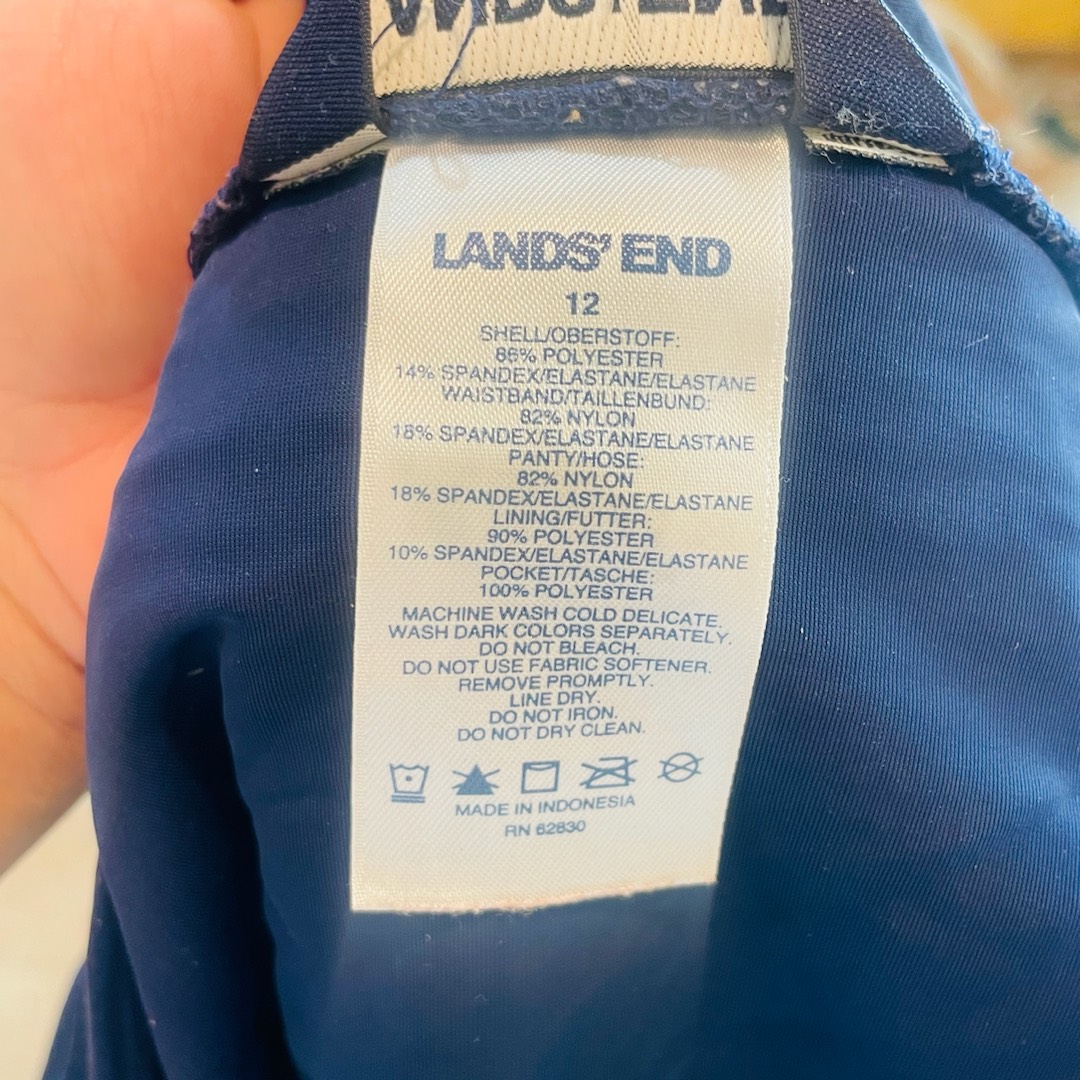 LANDS' END
12
SHELL/OBERSTOFF:
86% POLYESTER
14% SPANDEX/ELASTANE/ELASTANE
WAISTBAND/TAILLENBUND:
82% NYLON
18% SPANDEX/ELASTANE/ELASTANE
PANTY/HOSE:
82% NYLON
18% SPANDEX/ELASTANE/ELASTANE
LINING/FUTTER:
90% POLYESTER
10% SPANDEX/ELASTANE/ELASTANE
POCKET/TASCHE:
100% POLYESTER
MACHINE WASH COLD DELICATE.
WASH DARK COLORS SEPARATELY.
DO NOT BLEACH.
DO NOT USE FABRIC SOFTENER.
REMOVE PROMPTLY.
LINE DRY.
DO NOT IRON.
DO NOT DRY CLEAN.
MADE IN INDONESIA
RN 62830